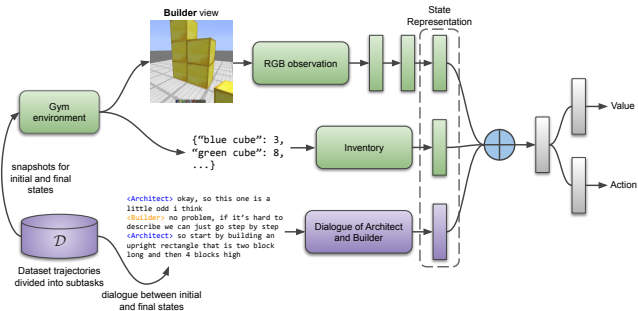 Builder view
State
Representation
RGB observation
Gym
environment
Value
{"blue cube": 3,
"green cube": 8,
...}
Inventory
snapshots for
initial and final
states
Action
<Architect> okay, so this one is a
little odd i think
<Builder> no problem, if it's hard to
describe we can just go step by step
<Architect> so start by building an
upright rectangle that is two block
long and then 4 blocks high
Dialogue of Architect
and Builder
D
Dataset trajectories
divided into subtasks
dialogue between initial
and final states